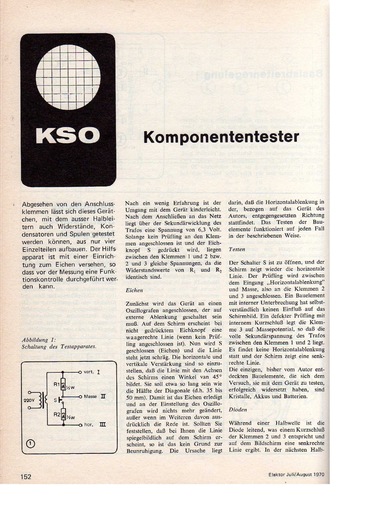 KSO
Komponententester
Abgesehen von den Anschluss-
klemmen lässt sich dieses Gerät-
chen, mit dem ausser Halblei-
tern auch Widerstände, Kon-
densatoren und Spulen getestet
werden können, aus nur vier
Einzelteilen aufbauen. Der Hilfs
apparat ist mit einer Einrich-
tung zum Eichen versehen, so
dass vor der Messung eine Funk-
tionskontrolle durchgeführt wer-
den kann.
Abbildung 1:
Schaltung des Testapparates.
220V
R1
S
R2
vert. I
Masse II
hor. III
1
Nach ein wenig Erfahrung ist der
Umgang mit dem Gerät kinderleicht.
Nach dem Anschließen an das Netz
liegt über der Sekundärwicklung des
Trafos eine Spannung von 6,3 Volt.
Solange kein Prüfling an den Klem-
men angeschlossen ist und der Eich-
knopf S gedrückt wird, liegen
zwischen den Klemmen 1 und 2 bzw.
2 und 3 gleiche Spannungen, da die
Widerstandswerte von R1 und R2
identisch sind.
Eichen
Zunächst wird das Gerät an einen
Oszillografen angeschlossen, der auf
externe Ablenkung geschaltet sein
muß. Auf dem Schirm erscheint bei
nicht gedrücktem Eichknopf eine
waagerechte Linie (wenn kein Prüf-
ling angeschlossen ist). Nun wird S
geschlossen (Eichen) und die Linie
steht jetzt schräg. Die horizontale und
vertikale Verstärkung sind so einzu-
stellen, daß die Linie mit den Achsen
des Schirms einen Winkel von 45°
bildet. Sie soll etwa so lang sein wie
die Hälfte der Diagonale (d.h. 35 bis
50 mm). Damit ist das Eichen erledigt
und an der Einstellung des Oszillo-
grafen wird nichts mehr geändert,
außer wenn im Weiteren davon aus-
drücklich die Rede ist. Sollten Sie
feststellen, daß bei Ihnen die Linie
spiegelbildlich auf dem Schirm er-
scheint, so ist das kein Grund zur
Beunruhigung. Die Ursache liegt
darin, daß die Horizontalablenkung in
der, bezogen auf das Gerät des
Autors, entgegengesetzten Richtung
stattfindet. Das Testen der Bau-
elemente funktioniert auf jeden Fall
in der beschriebenen Weise.
Testen
Der Schalter S ist zu öffnen, und der
Schirm zeigt wieder die horizontale
Linie. Der Prüfling wird zwischen
dem Eingang „Horizontalablenkung"
und Masse, also an die Klemmen 2
und 3 angeschlossen. Ein Bauelement
mit interner Unterbrechung hat selbst-
verständlich keinen Einfluß auf das
Schirmbild. Ein defekter Prüfling mit
internem Kurzschluß legt die Klem-
me 3 auf Massepotential, so daß die
volle Sekundärspannung des Trafos
zwischen den Klemmen 1 und 2 liegt.
Es findet keine Horizontalablenkung
statt und der Schirm zeigt eine senk-
rechte Linie.
Die einzigen, bisher vom Autor ent-
deckten Bauelemente, die sich dem
Versuch, sie mit dem Gerät zu testen,
erfolgreich widersetzt haben, sind
Kristalle, Akkus und Batterien.
Dioden
Während einer Halbwelle ist die
Diode leitend, was einem Kurzschluß
der Klemmen 2 und 3 entspricht und
auf dem Bildschirm eine senkrechte
Linie ergibt. In der nächsten Halb-
152
Elektor Juli/August 1970